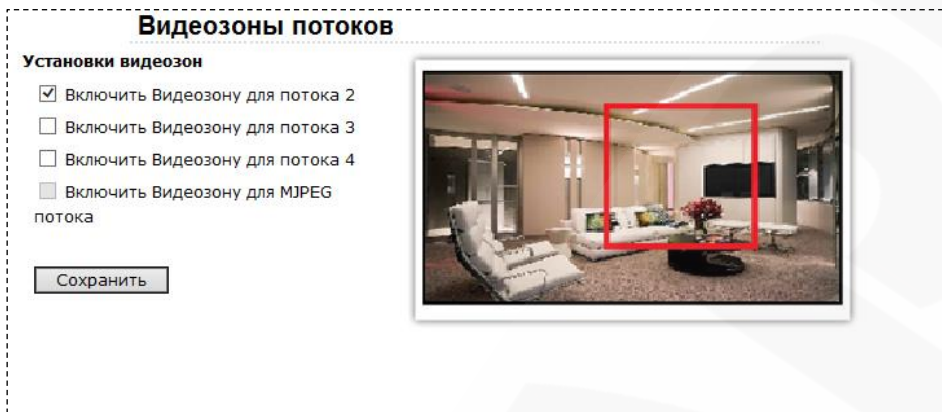 Видеозоны потоков
Установки видеозон
Включить Видеозону для потока 2
Включить Видеозону для потока 3
Включить Видеозону для потока 4
Включить Видеозону для MJPEG
потока
Сохранить